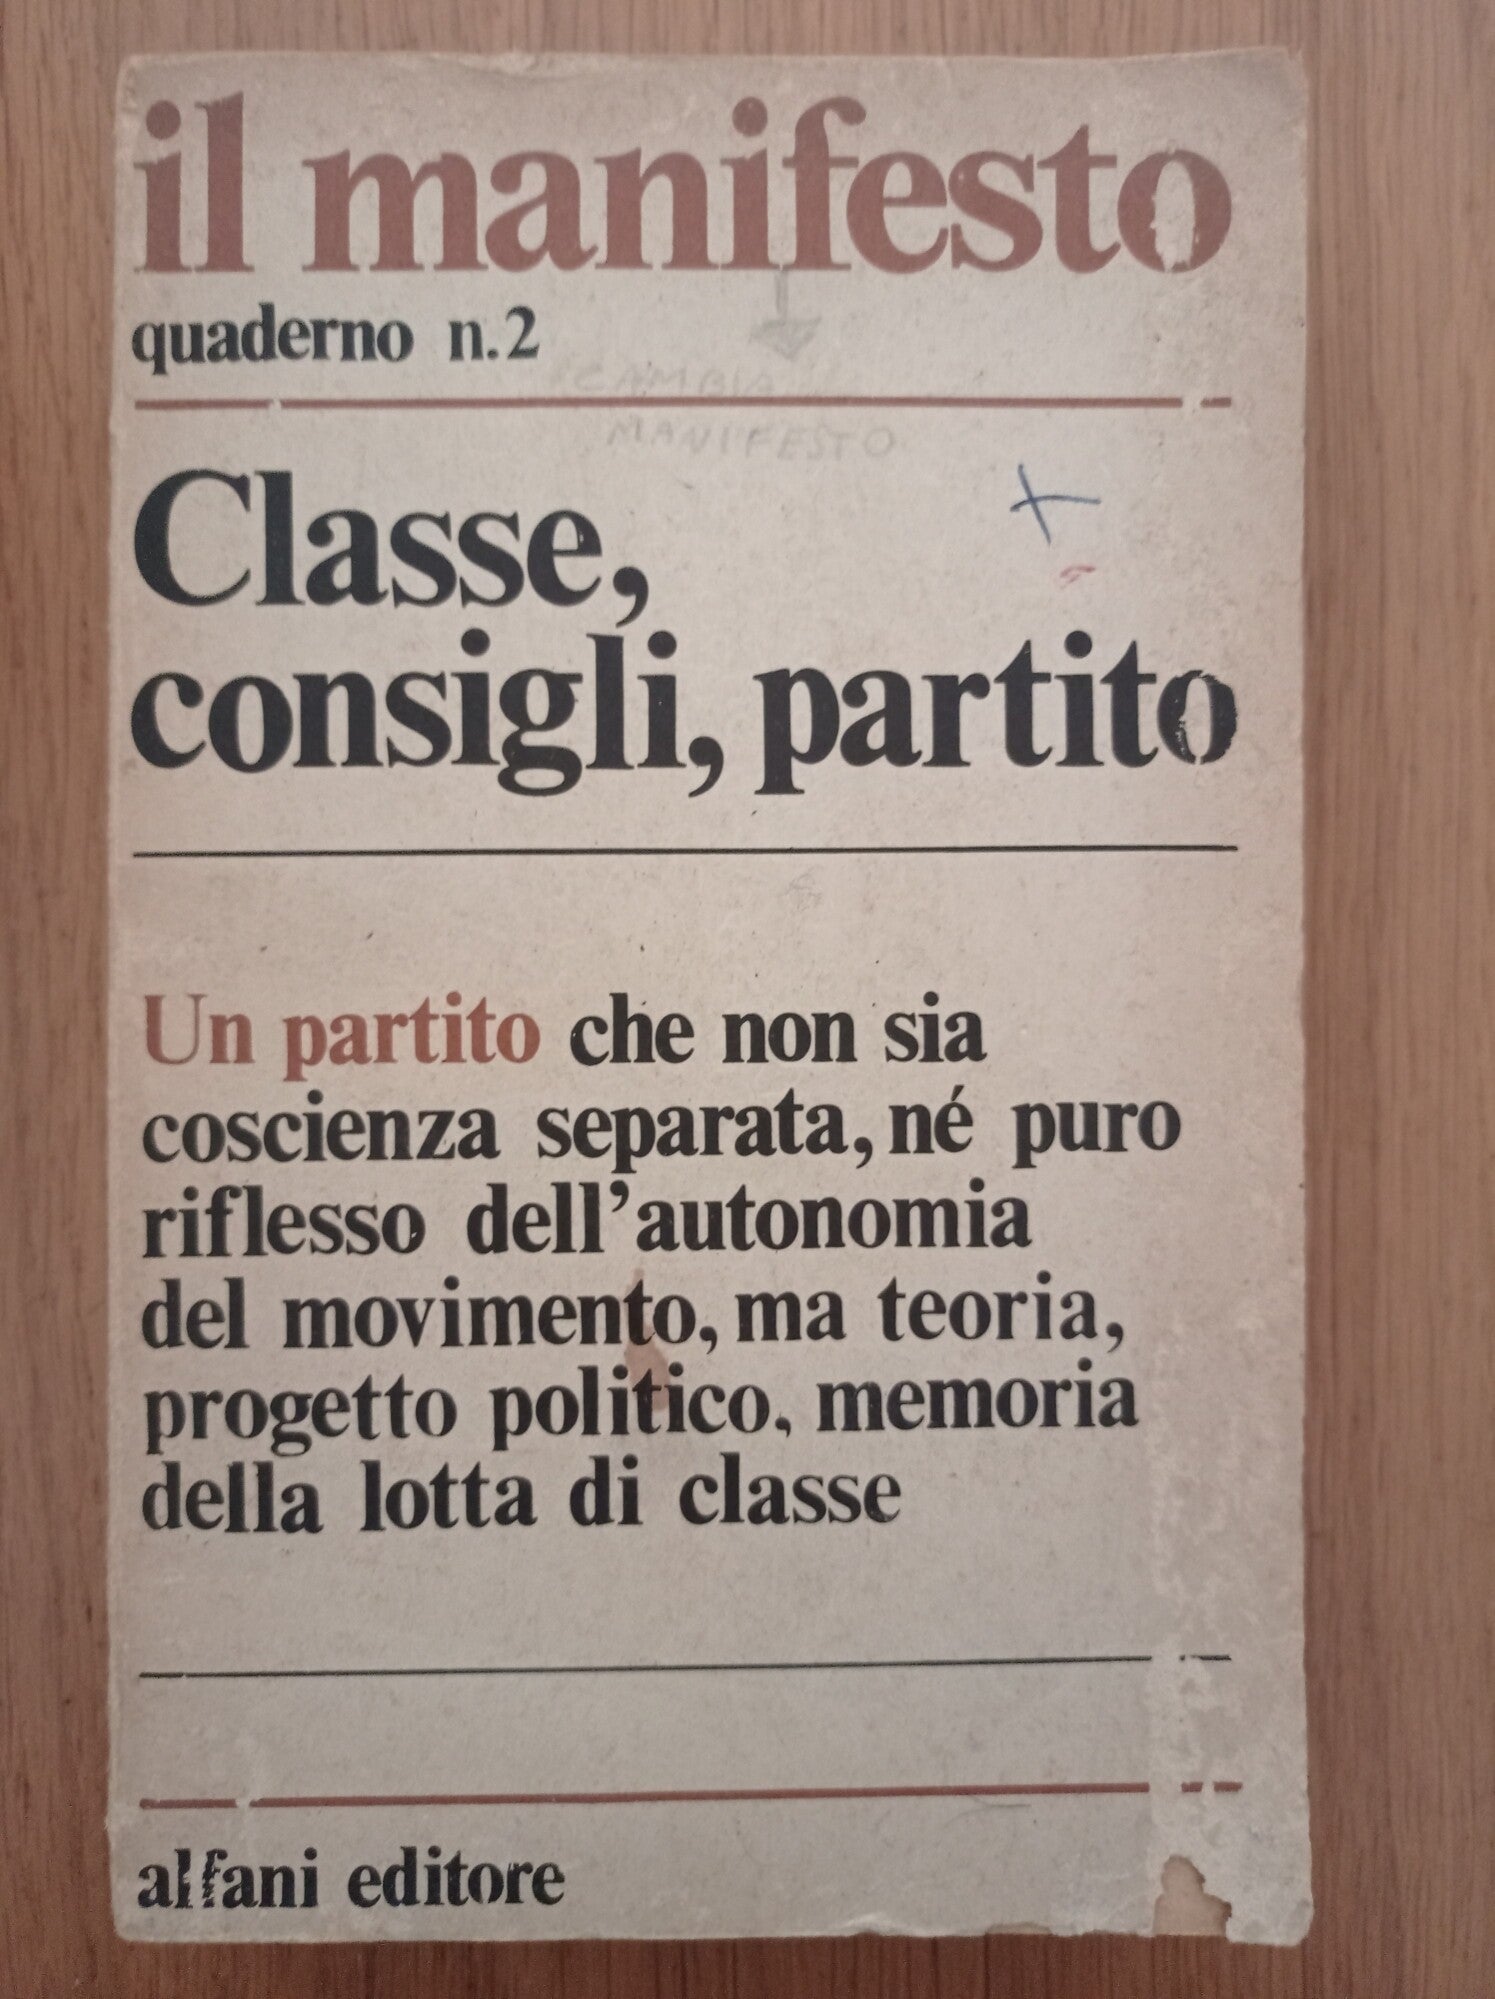 il manifesto
quaderno n.2
CAMBIA
MANIFESTO
Classe,
consigli, partito
Un partito che non sia
coscienza separata, né puro
riflesso dell'autonomia
del movimento, ma teoria,
progetto politico, memoria
della lotta di classe
alfani editore